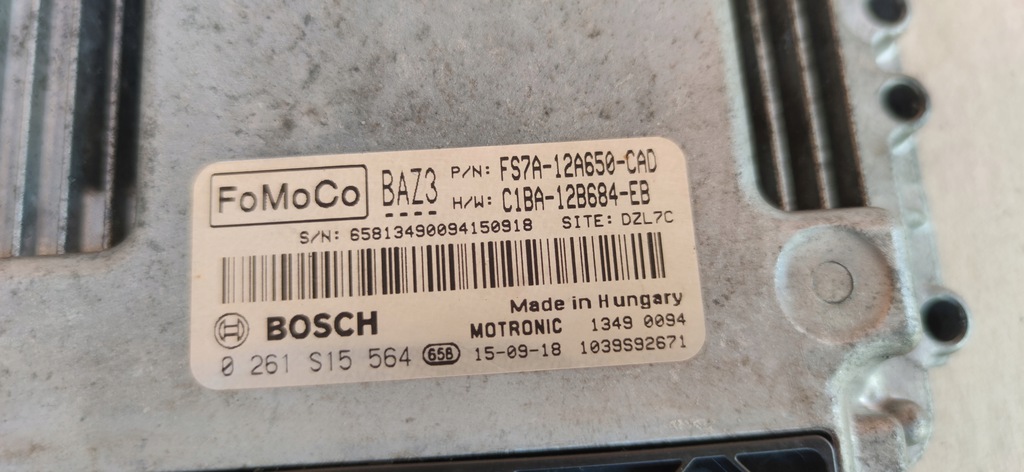 FoMoCo BAZ3 P/N: FS7A-12A650-CAD
H/W: C1BA-12B684-EB
S/N: 65813490094150918 SITE: DZL7C
Made in Hungary
BOSCH MOTRONIC 1349 0094
0 261 S15 564 658 15-09-18 1039S92671